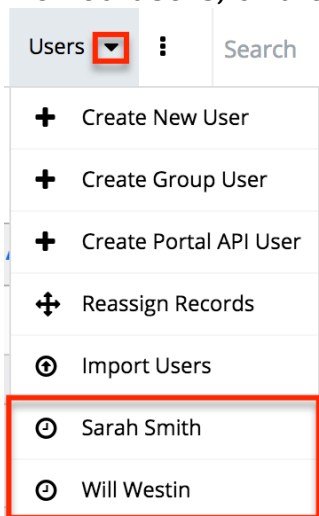 Users
Search
Create New User
Create Group User
Create Portal API User
Reassign Records
Import Users
Sarah Smith
Will Westin